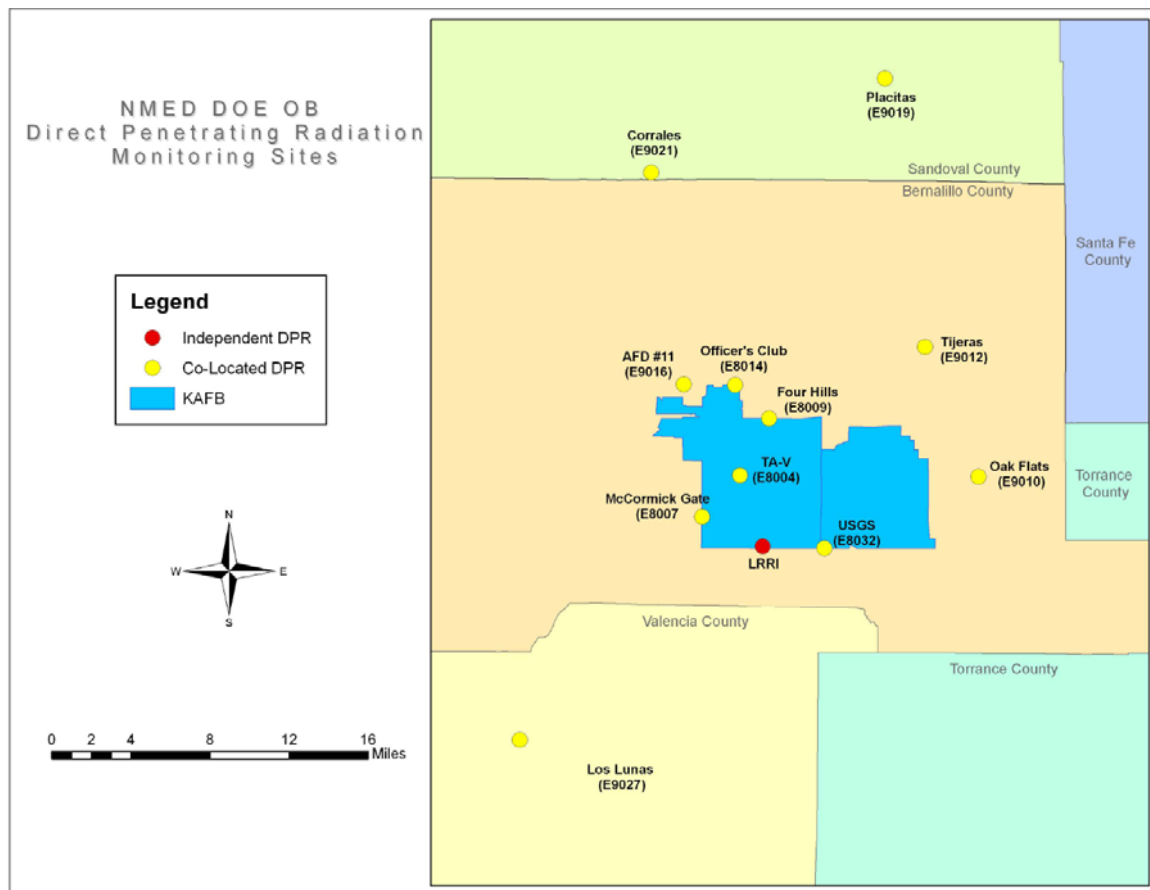 NMED DOE OB
Direct Penetrating Radiation
Monitoring Sites
Legend
Independent DPR
Co-Located DPR
KAFB
N
W
E
S
0 2 4 8 12 16
Miles
Placitas
(E9019)
Corrales
(E9021)
Sandoval County
Bernalillo County
Santa Fe
County
Tijeras
(E9012)
AFD #11
(E9016)
Officer's Club
(E8014)
Four Hills
(E8009)
TA-V
(E8004)
Oak Flats
(E9010)
Torrance
County
McCormick Gate
(E8007
USGS
(E8032)
LRRI
Valencia County
Torrance County
Los Lunas
(E9027)